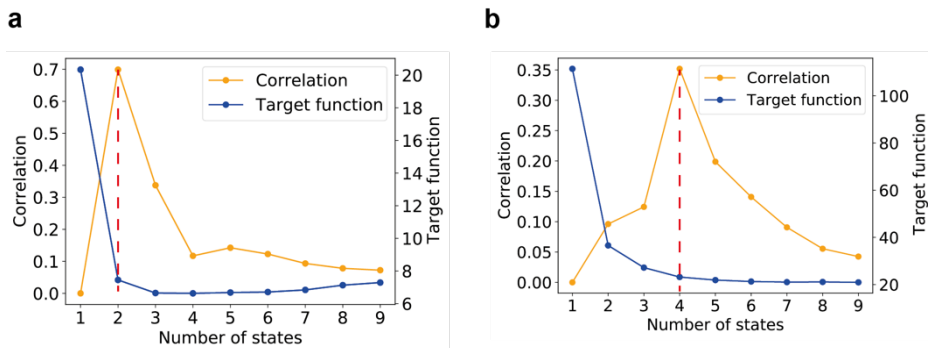 a
b
Correlation
Target function
0.7
0.6
0.5
0.4
0.3
0.2
0.1
0.0
Correlation
20
18
16
14
12
10
8
6
Target function
1 2 3 4 5 6 7 8 9
Number of states
Correlation
Target function
0.35
0.30
0.25
0.20
0.15
0.10
0.05
0.00
Correlation
100
80
60
40
20
Target function
1 2 3 4 5 6 7 8 9
Number of states